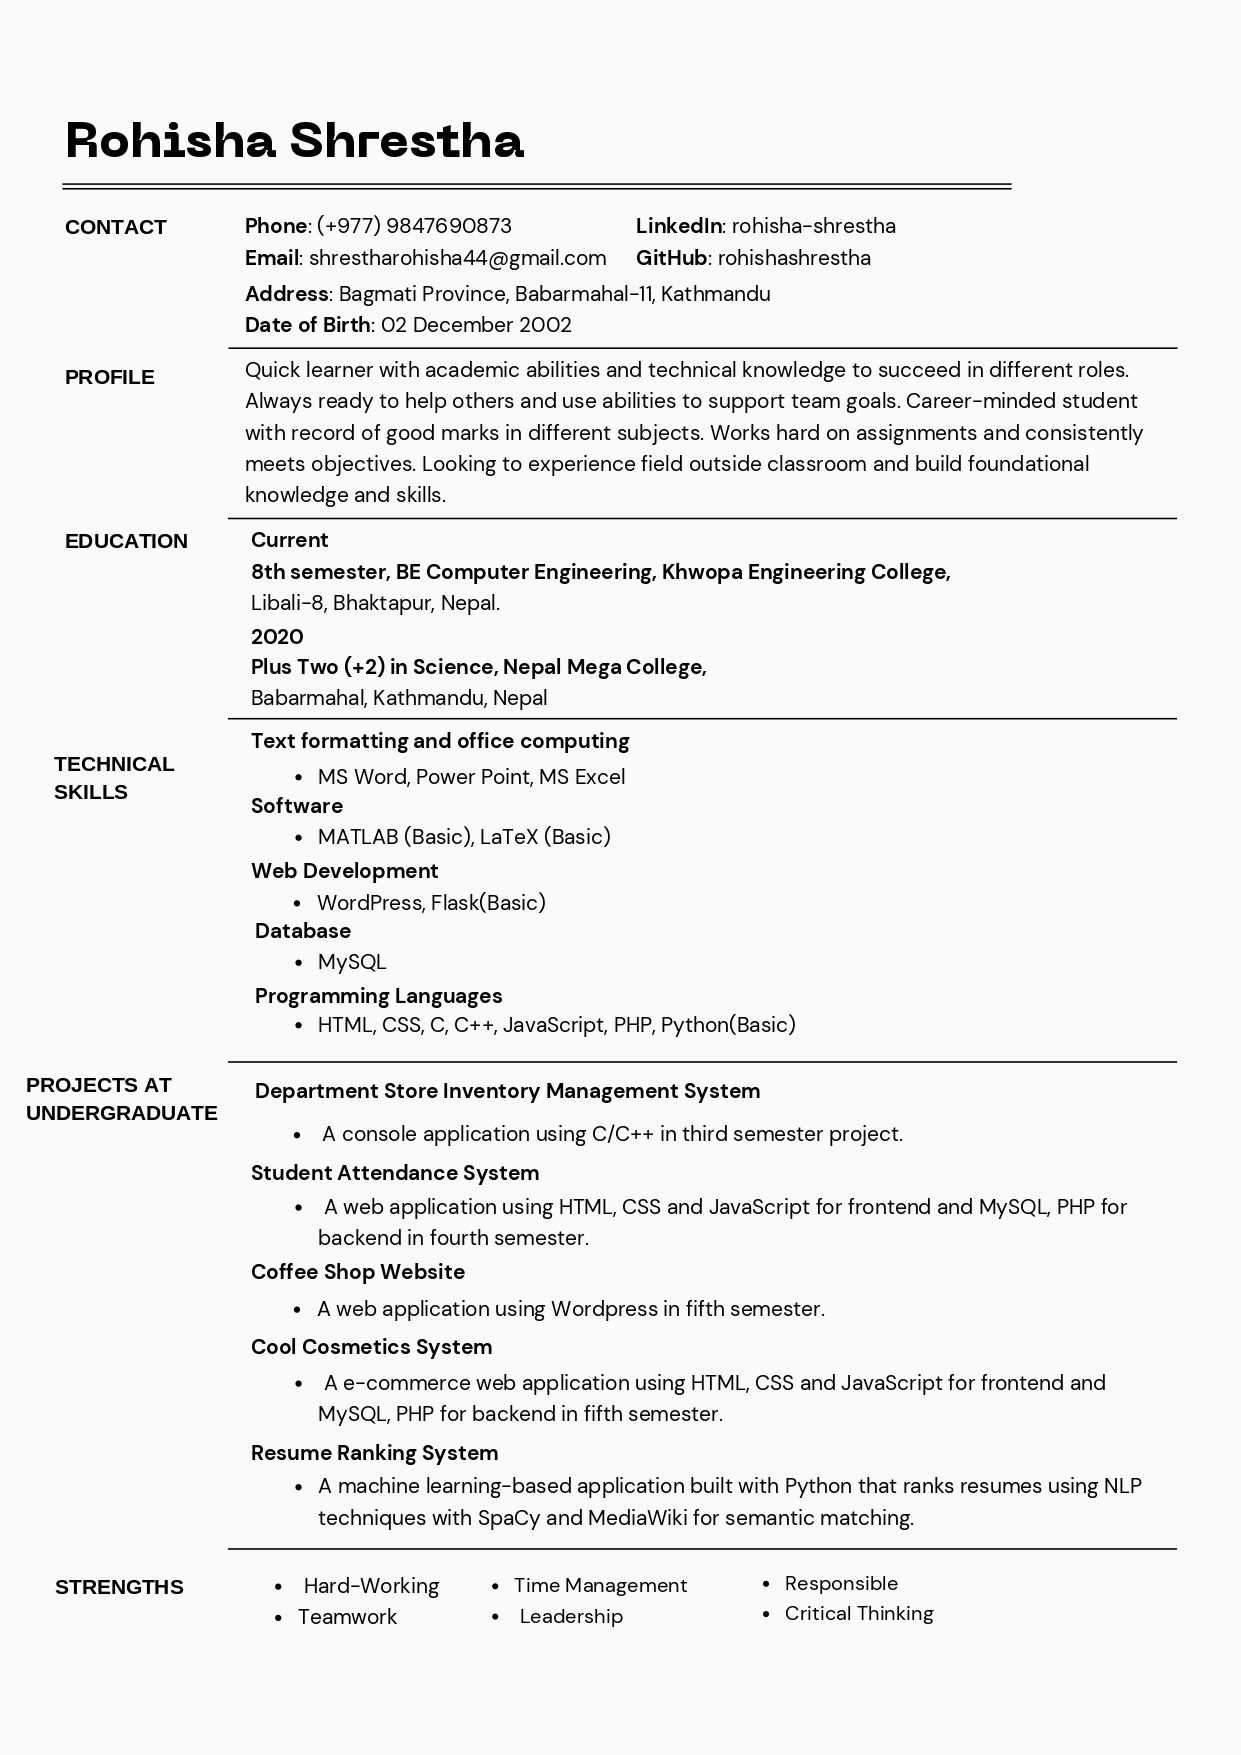 Rohisha Shrestha
CONTACT
Phone: (+977) 9847690873
LinkedIn: rohisha-shrestha
Email: shrestharohisha44@gmail.com
GitHub: rohishashrestha
Address: Bagmati Province, Babarmahal-11, Kathmandu
Date of Birth: 02 December 2002
PROFILE
Quick learner with academic abilities and technical knowledge to succeed in different roles.
Always ready to help others and use abilities to support team goals. Career-minded student
with record of good marks in different subjects. Works hard on assignments and consistently
meets objectives. Looking to experience field outside classroom and build foundational
knowledge and skills.
EDUCATION
Current
8th semester, BE Computer Engineering, Khwopa Engineering College,
Libali-8, Bhaktapur, Nepal.
2020
Plus Two (+2) in Science, Nepal Mega College,
Babarmahal, Kathmandu, Nepal
TECHNICAL
SKILLS
Text formatting and office computing
• MS Word, Power Point, MS Excel
Software
• MATLAB (Basic), LaTeX (Basic)
Web Development
• WordPress, Flask(Basic)
Database
• MySQL
Programming Languages
• HTML, CSS, C, C++, JavaScript, PHP, Python(Basic)
PROJECTS AT
UNDERGRADUATE
Department Store Inventory Management System
• A console application using C/C++ in third semester project.
Student Attendance System
• A web application using HTML, CSS and JavaScript for frontend and MySQL, PHP for
backend in fourth semester.
Coffee Shop Website
• A web application using Wordpress in fifth semester.
Cool Cosmetics System
• A e-commerce web application using HTML, CSS and JavaScript for frontend and
MySQL, PHP for backend in fifth semester.
Resume Ranking System
• A machine learning-based application built with Python that ranks resumes using NLP
techniques with SpaCy and MediaWiki for semantic matching.
STRENGTHS
• Hard-Working
• Teamwork
• Time Management
• Leadership
• Responsible
• Critical Thinking